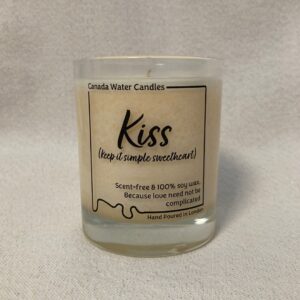 Canada Water Candles
Kiss
(keep it simple sweetheart)
Scent-free & 100% soy wax,
Because love need not be
complicated
Hand Poured in London